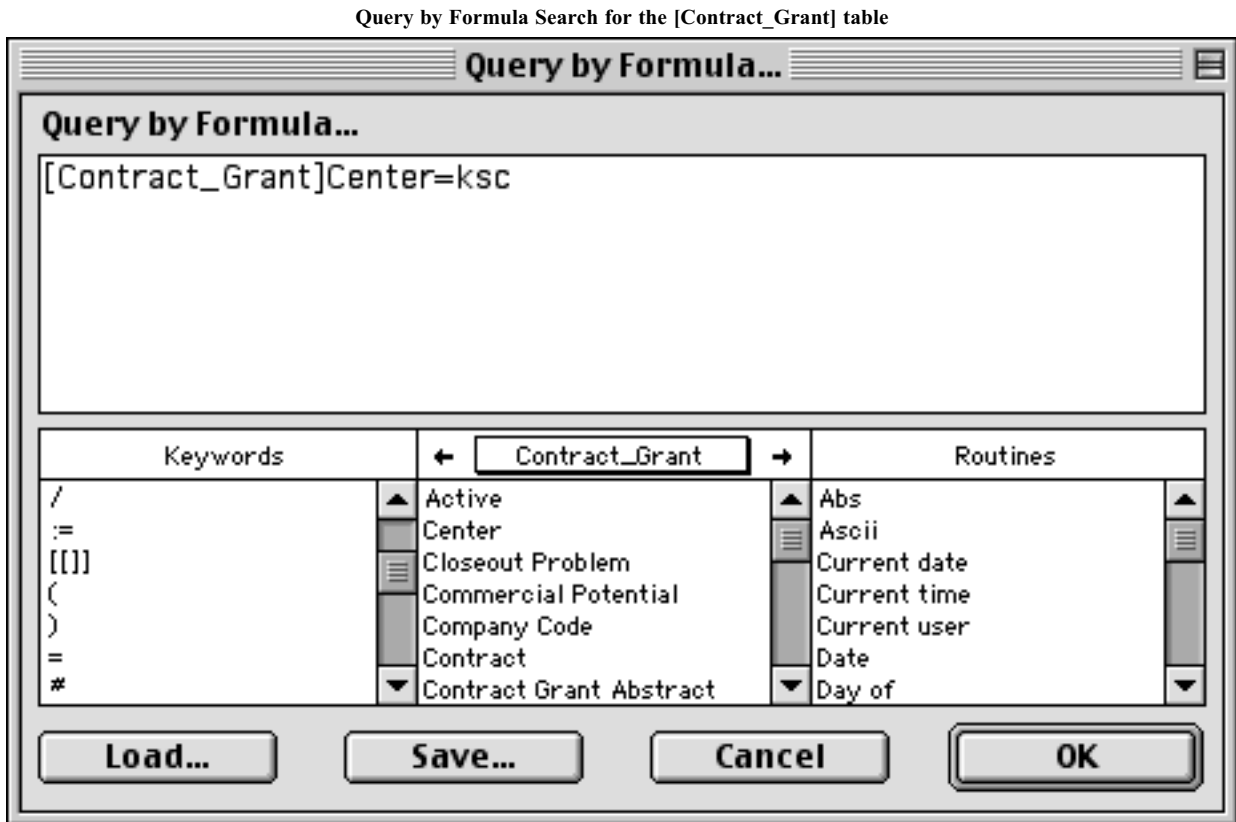 Query by Formula Search for the [Contract_Grant] table
Query by Formula...
Query by Formula...
[Contract_Grant]Center=ksc
Keywords
/
:=
[[]]
(
)
=
#
← Contract_Grant →
Active
Center
Closeout Problem
Commercial Potential
Company Code
Contract
Contract Grant Abstract
Routines
Abs
Ascii
Current date
Current time
Current user
Date
Day of
Load...
Save...
Cancel
OK